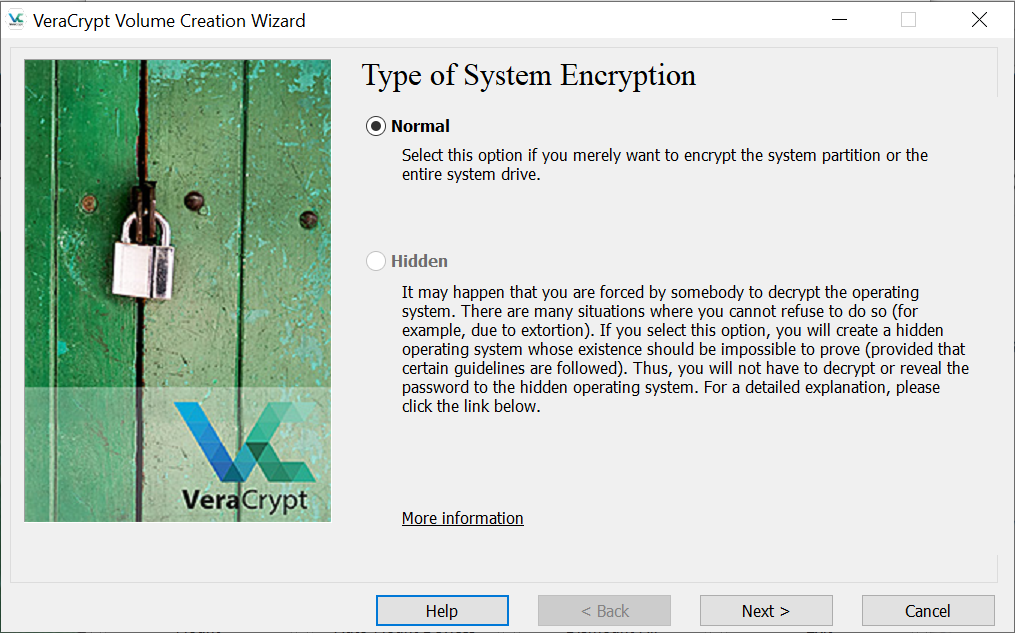 VeraCrypt Volume Creation Wizard
Type of System Encryption
Normal
Select this option if you merely want to encrypt the system partition or the
entire system drive.
Hidden
It may happen that you are forced by somebody to decrypt the operating
system. There are many situations where you cannot refuse to do so (for
example, due to extortion). If you select this option, you will create a hidden
operating system whose existence should be impossible to prove (provided that
certain guidelines are followed). Thus, you will not have to decrypt or reveal the
password to the hidden operating system. For a detailed explanation, please
click the link below.
VeraCrypt
More information
Help
< Back
Next >
Cancel